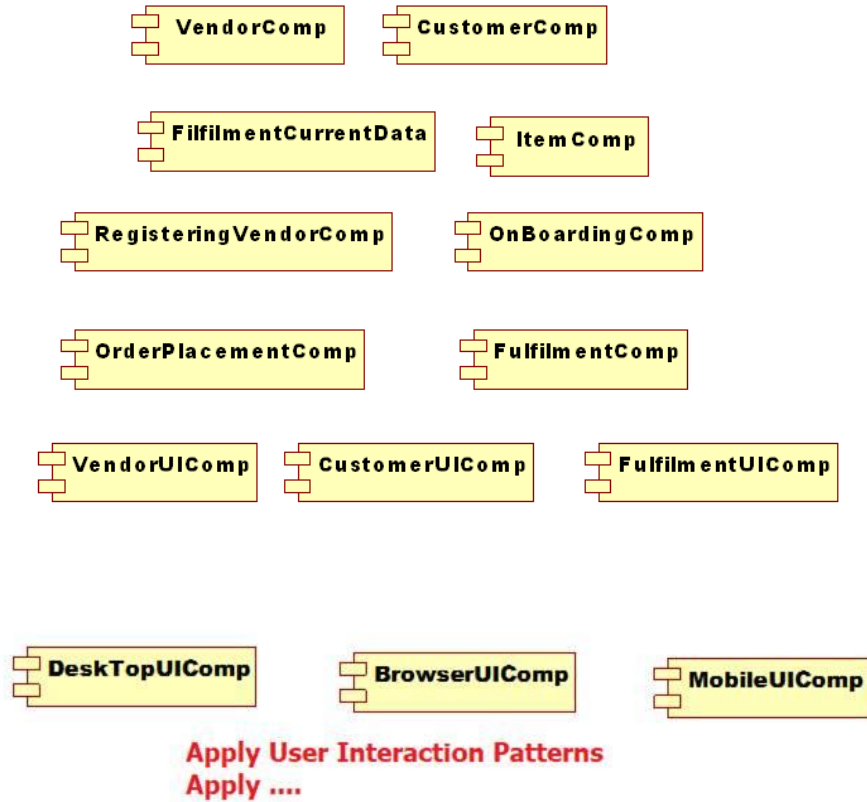 VendorComp
CustomerComp
FilfilmentCurrentData
ItemComp
RegisteringVendorComp
OnBoardingComp
OrderPlacementComp
FulfilmentComp
VendorUIComp
CustomerUIComp
FulfilmentUIComp
DeskTopUIComp
BrowserUIComp
MobileUIComp
Apply User Interaction Patterns
Apply ....